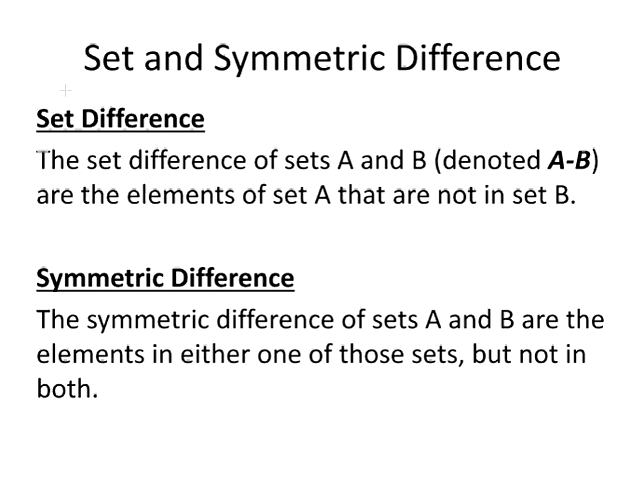 Set and Symmetric Difference
Set Difference
The set difference of sets A and B (denoted A-B)
are the elements of set A that are not in set B.
Symmetric Difference
The symmetric difference of sets A and B are the
elements in either one of those sets, but not in
both.